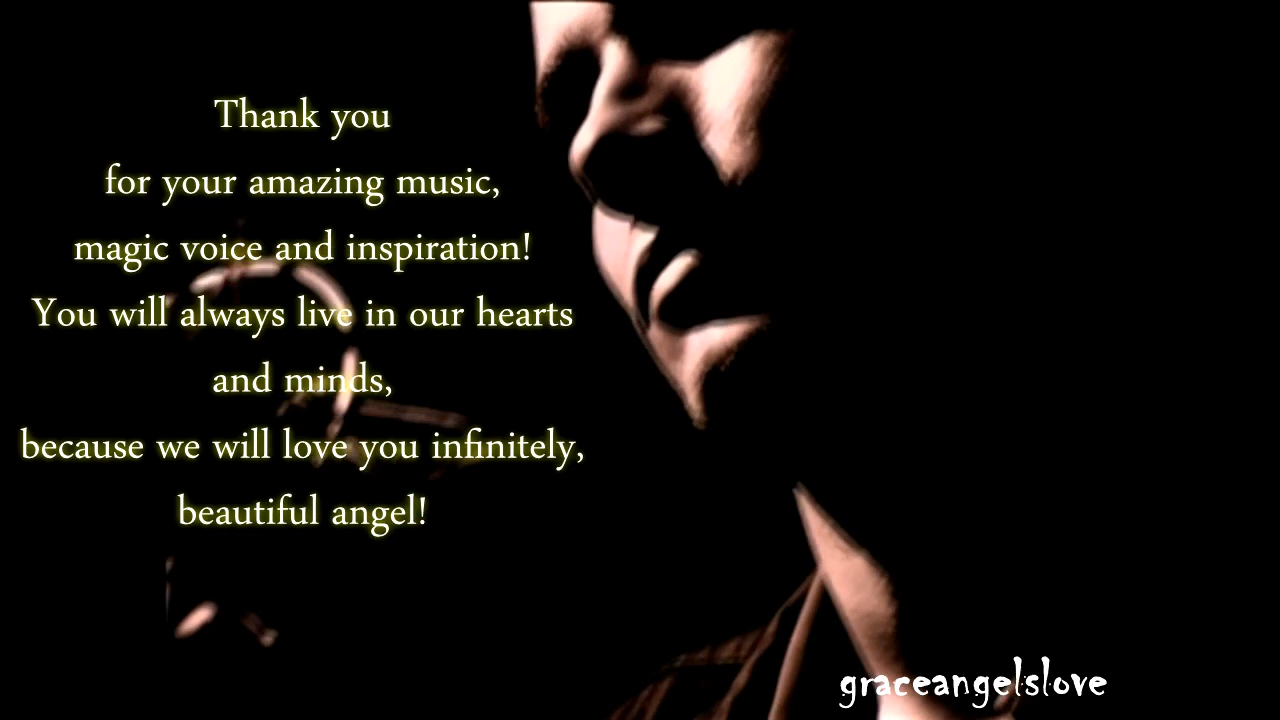 Thank you
for your amazing music,
magic voice and inspiration!
You will always live in our hearts
and minds,
because we will love you infinitely,
beautiful angel!
graceangelslove